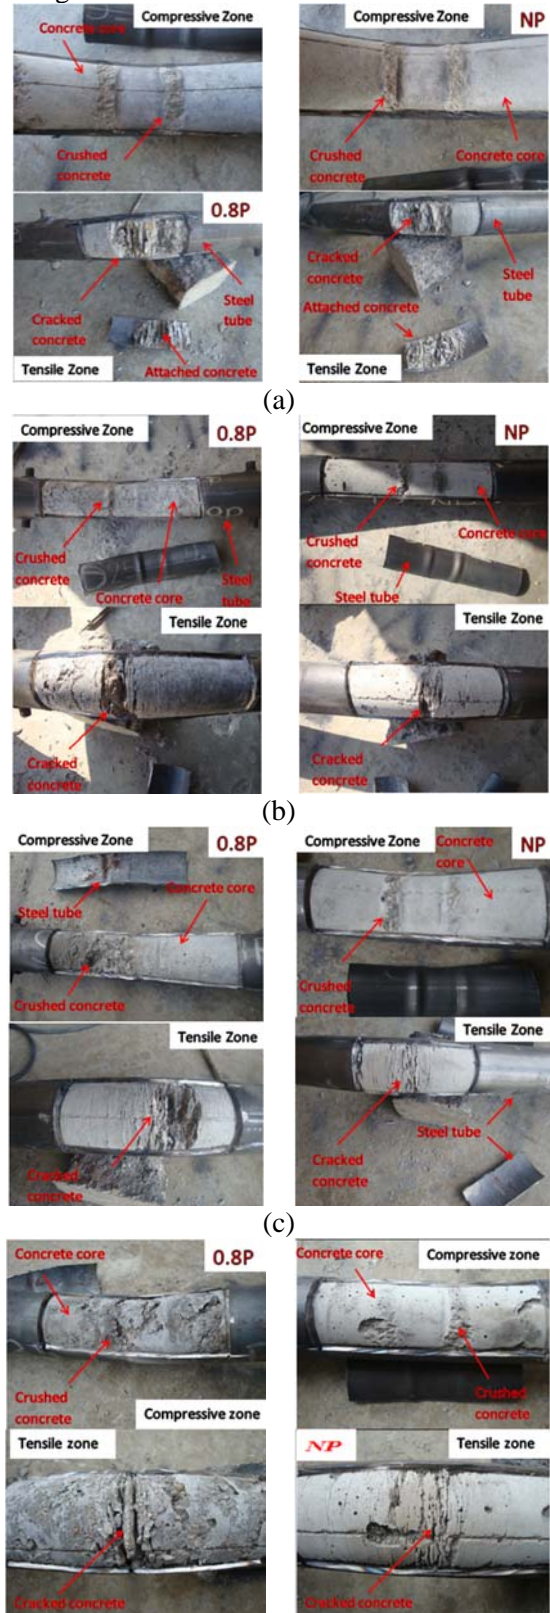 Compressive Zone
Concrete core
Crushed
concrete
0.8P
Cracked
concrete
Steel
tube
Attached concrete
Tensile Zone
NP
Crushed
concrete
Concrete core
Cracked
concrete
Steel
tube
Attached concrete
Tensile Zone
(a)
Compressive Zone
0.8P
Crushed
concrete
Concrete core
Steel
tube
Tensile Zone
Cracked
concrete
Compressive Zone
NP
Crushed
concrete
Concrete core
Steel tube
Tensile Zone
Cracked
concrete
(b)
Compressive Zone
0.8P
Concrete core
Steel tube
Crushed concrete
Tensile Zone
Cracked
concrete
Compressive Zone
Concrete
core
NP
Crushed
concrete
Tensile Zone
Steel tube
Cracked
concrete
(c)
Concrete core
0.8P
Crushed
concrete
Compressive zone
Tensile zone
Cracked concrete
Concrete core
Compressive zone
Crushed
concrete
NP
Tensile zone
Cracked concrete